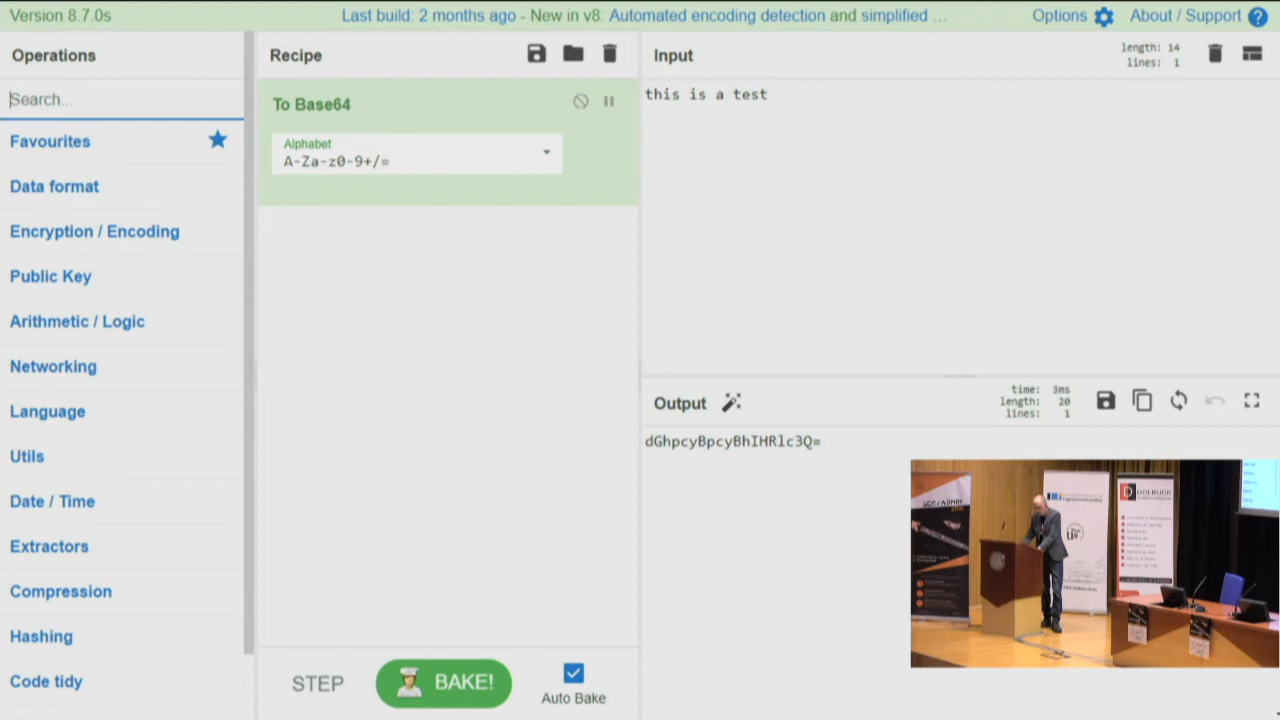 Version 8.7.0s
Last build: 2 months ago - New in v8: Automated encoding detection and simplified ...
Options
About / Support
Operations
Search...
Favourites
Data format
Encryption / Encoding
Public Key
Arithmetic / Logic
Networking
Language
Utils
Date / Time
Extractors
Compression
Hashing
Code tidy
Recipe
To Base64
Alphabet
A-Za-z0-9+/=
STEP
BAKE!
Auto Bake
Input
length: 14
lines: 1
this is a test
Output
time: 3ms
length: 20
lines: 1
dGhpcyBpcyBhIHRlc3Q=
DOLBUCK